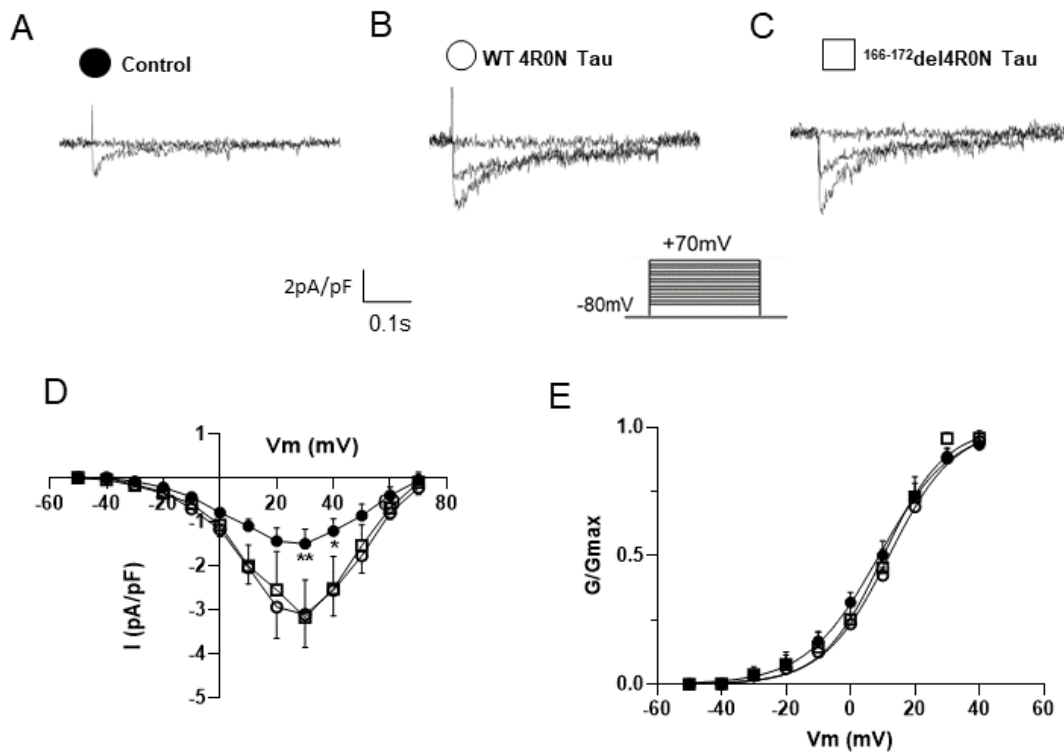 A
Control
B
WT 4R0N Tau
C
166-172del4R0N Tau
2pA/pF
0.1s
+70mV
-80mV
D
1
Vm (mV)
-60 -40 -20 20 40 60 80
-1
-2
-3
-4
-5
I (pA/pF)
**
*
E
1.0
0.5
0.0
G/Gmax
-60 -40 -20 0 20 40 60
Vm (mV)